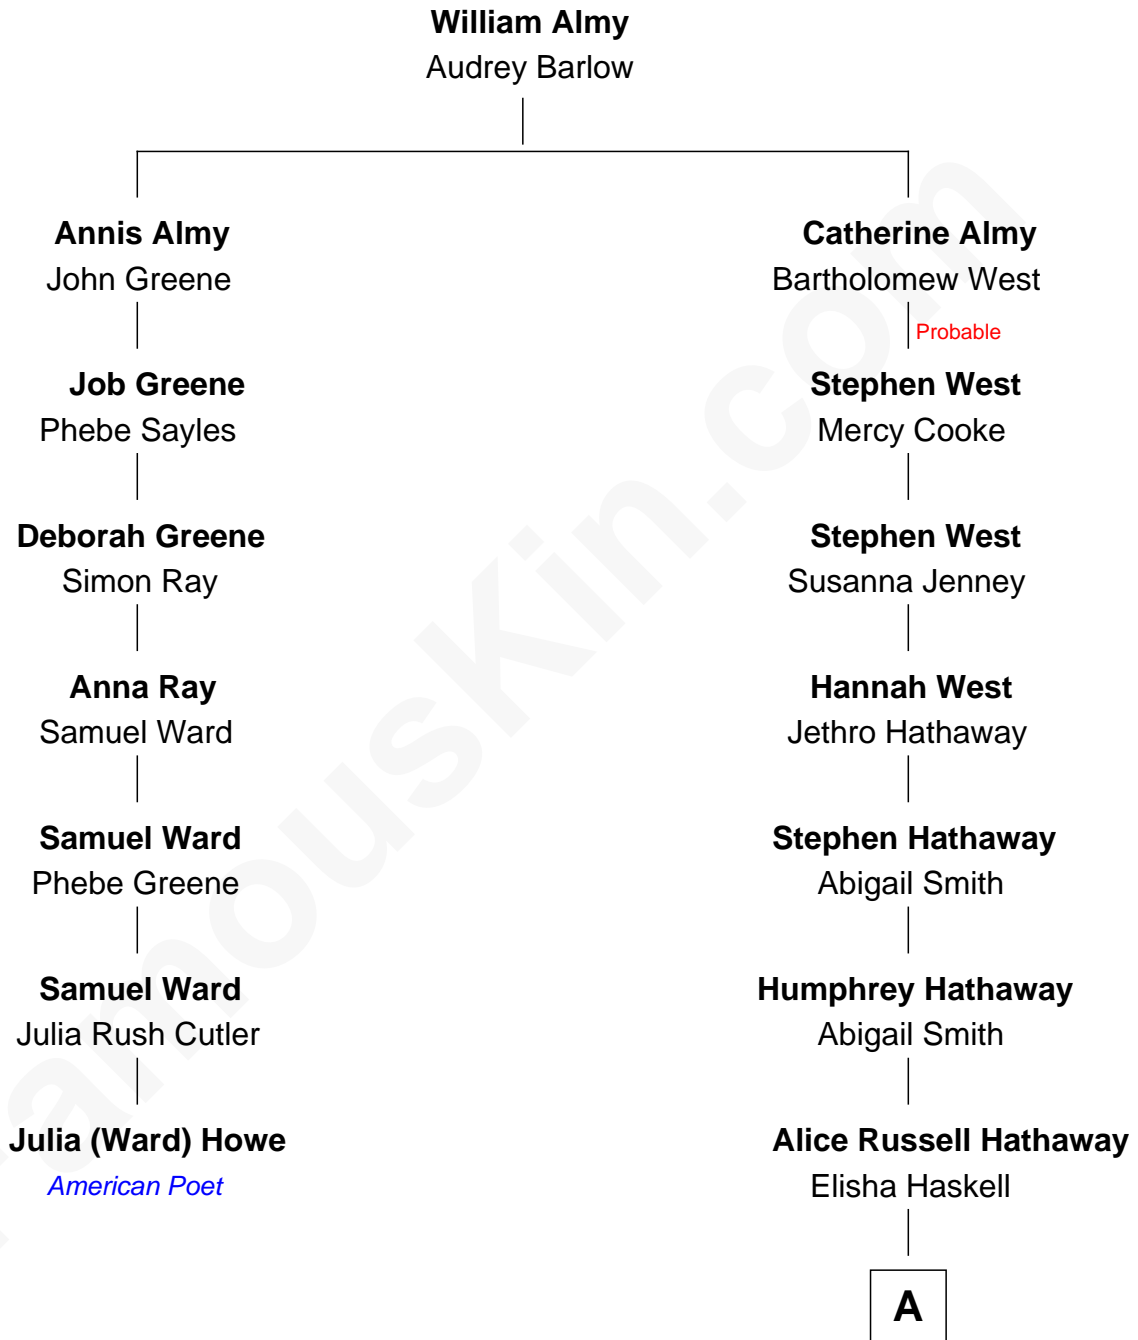 William Almy
Audrey Barlow
Annis Almy
John Greene
Catherine Almy
Bartholomew West
Probable
Job Greene
Phebe Sayles
Stephen West
Mercy Cooke
Deborah Greene
Simon Ray
Stephen West
Susanna Jenney
Anna Ray
Samuel Ward
Hannah West
Jethro Hathaway
Samuel Ward
Phebe Greene
Stephen Hathaway
Abigail Smith
Samuel Ward
Julia Rush Cutler
Humphrey Hathaway
Abigail Smith
Julia (Ward) Howe
American Poet
Alice Russell Hathaway
Elisha Haskell
A
FamousKin.com